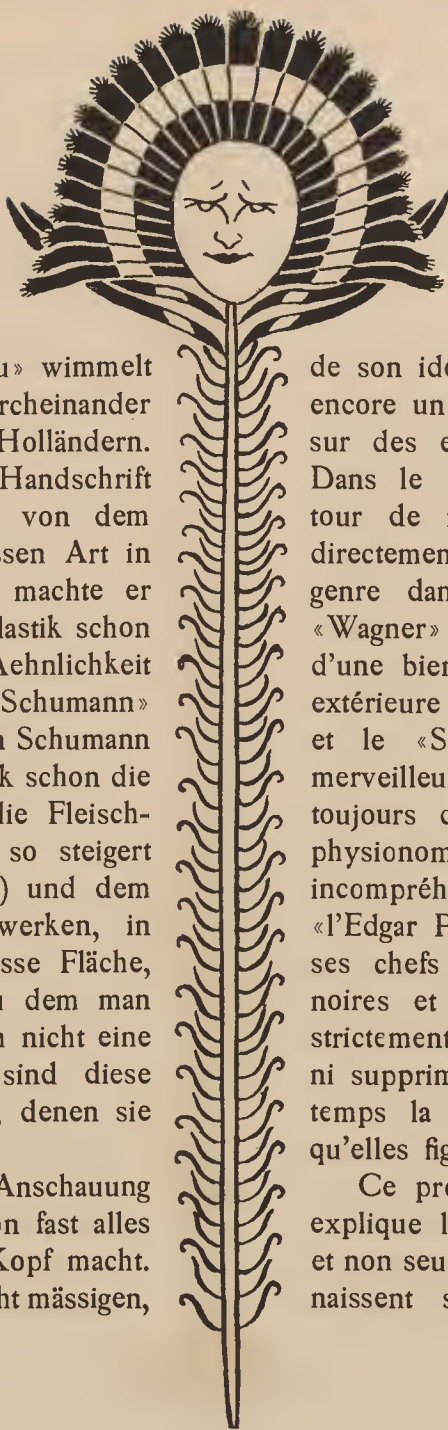 u» wimmelt
rcheinander
Holländern.
Handschrift
von dem
ssen Art in
machte er
lastik schon
Aehnlichkeit
Schumann»
n Schumann
k schon die
die Fleisch-
so steigert
) und dem
werken, in
sse Fläche,
u dem man
n nicht eine
sind diese
denen sie
Anschauung
on fast alles
Kopf macht.
ht mässigen,
de son idé
encore un
sur des e
Dans le
tour de
directemen
genre dan
«Wagner»
d'une bien
extérieure
et le «S
merveilleu
toujours c
physionom
incompréh
«l'Edgar P
ses chefs
noires et
strictement
ni supprim
temps la
qu'elles fig
Ce pr
explique l
et non seu
naissent s